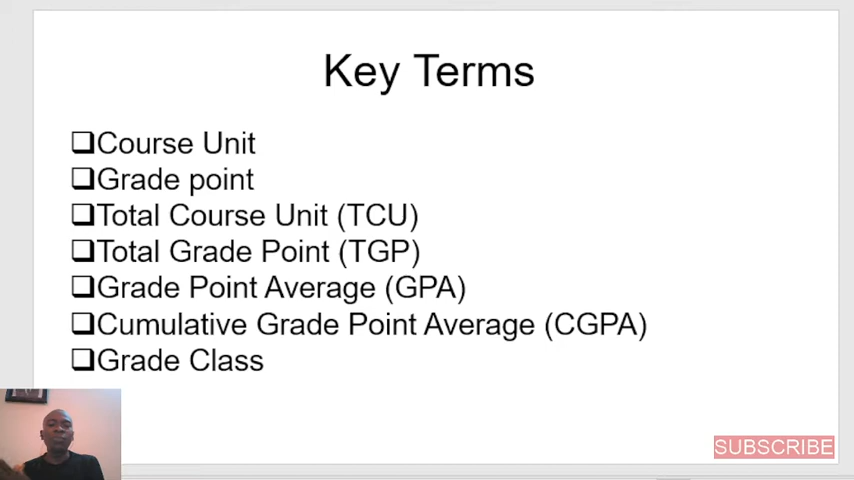 Key Terms
Course Unit
Grade point
Total Course Unit (TCU)
Total Grade Point (TGP)
Grade Point Average (GPA)
Cumulative Grade Point Average (CGPA)
Grade Class
SUBSCRIBE